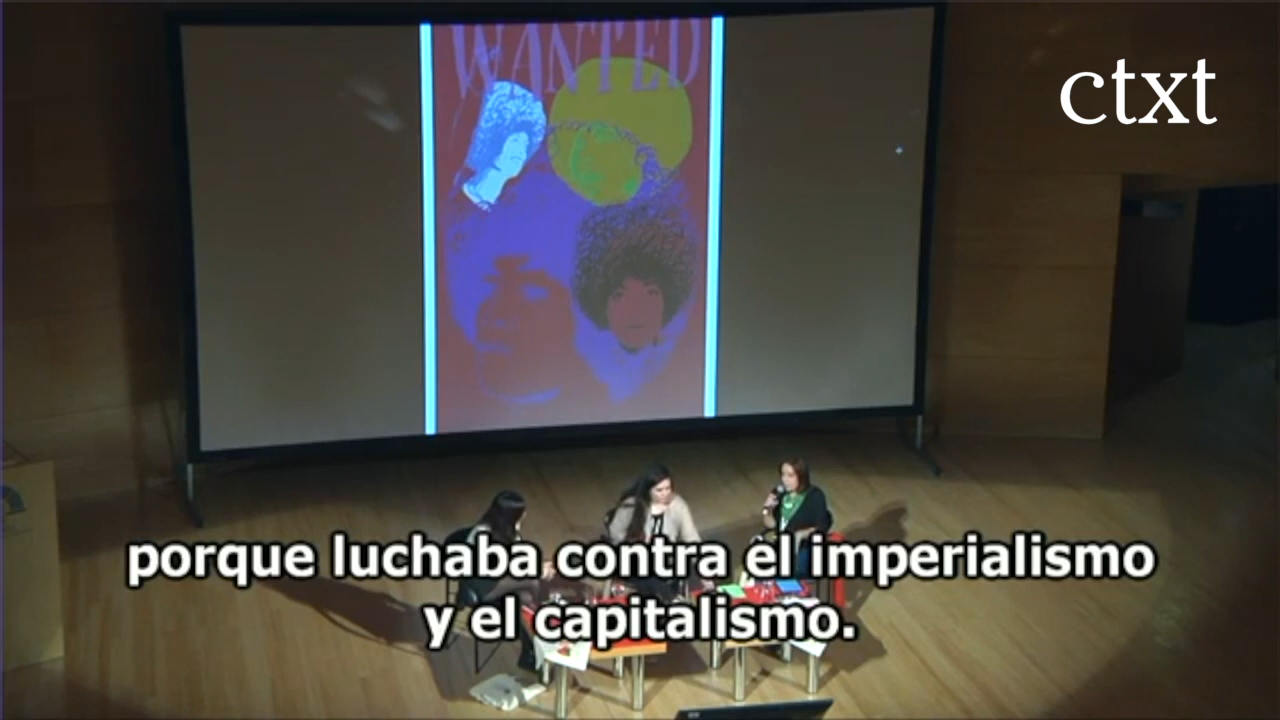 WANTED
ctxt
porque luchaba contra el imperialismo
y el capitalismo.